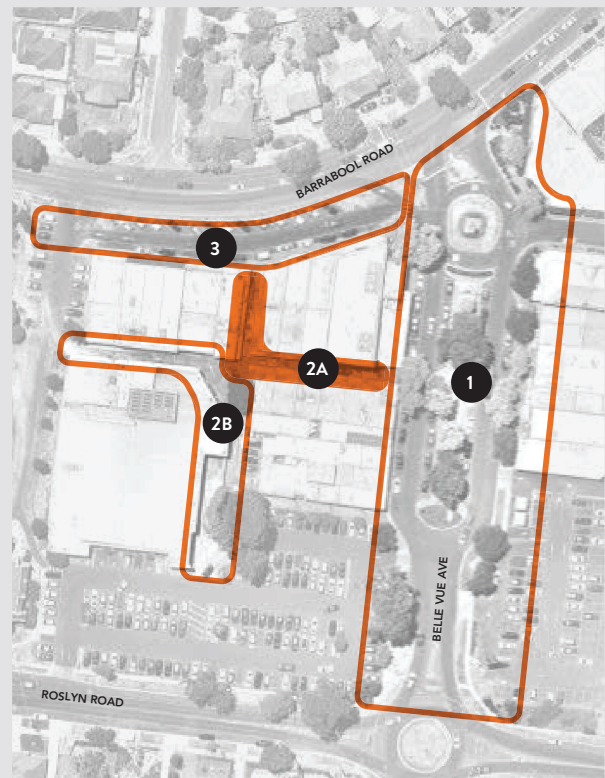 BARRABOOL ROAD
3
2A
1
2B
BELLE VUE AVE
ROSLYN ROAD